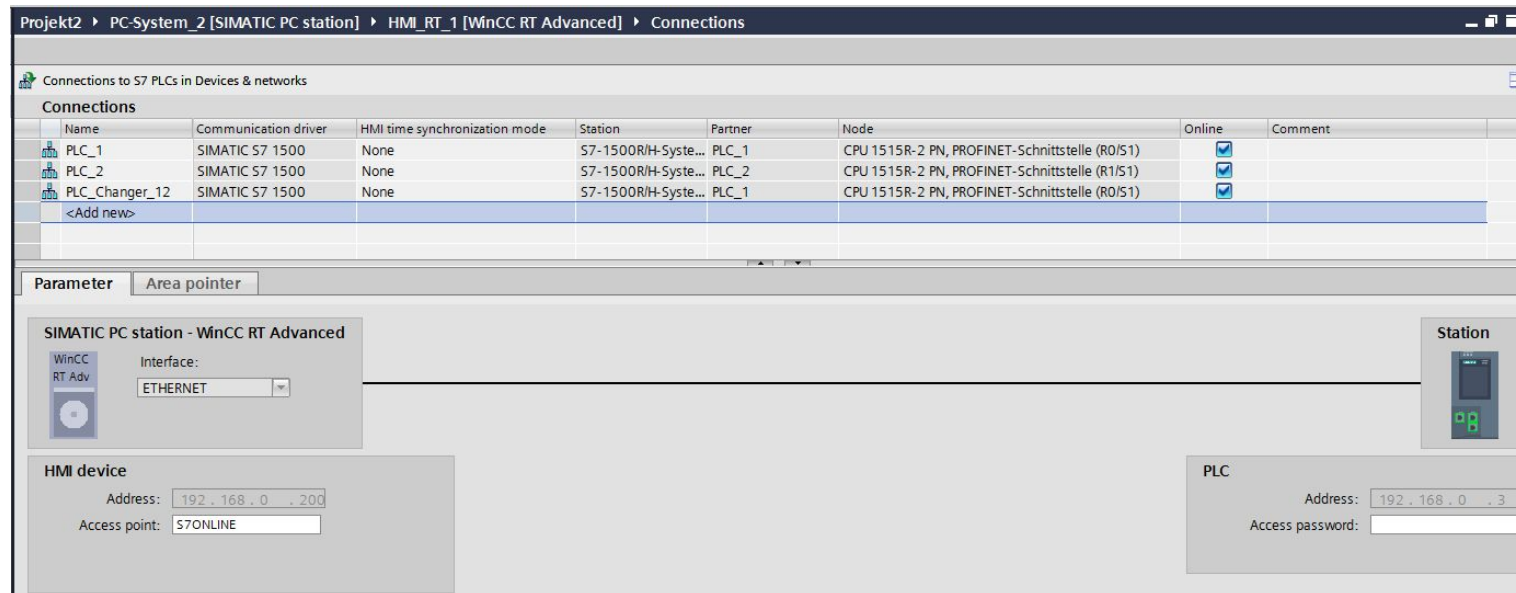 Projekt2 ▸ PC-System_2 [SIMATIC PC station] ▸ HMI_RT_1 [WinCC RT Advanced] ▸ Connections
Connections to S7 PLCs in Devices & networks
Connections
Name Communication driver HMI time synchronization mode Station Partner Node Online Comment
PLC_1 SIMATIC S7 1500 None S7-1500R/H-Syste... PLC_1 CPU 1515R-2 PN, PROFINET-Schnittstelle (R0/S1)
PLC_2 SIMATIC S7 1500 None S7-1500R/H-Syste... PLC_2 CPU 1515R-2 PN, PROFINET-Schnittstelle (R1/S1)
PLC_Changer_12 SIMATIC S7 1500 None S7-1500R/H-Syste... PLC_1 CPU 1515R-2 PN, PROFINET-Schnittstelle (R0/S1)
<Add new>
Parameter Area pointer
SIMATIC PC station - WinCC RT Advanced Station
WinCC Interface:
RT Adv
ETHERNET
HMI device PLC
Address: 192 . 168 . 0 . 200 Address: 192 . 168 . 0 . 3
Access point: S7ONLINE Access password: